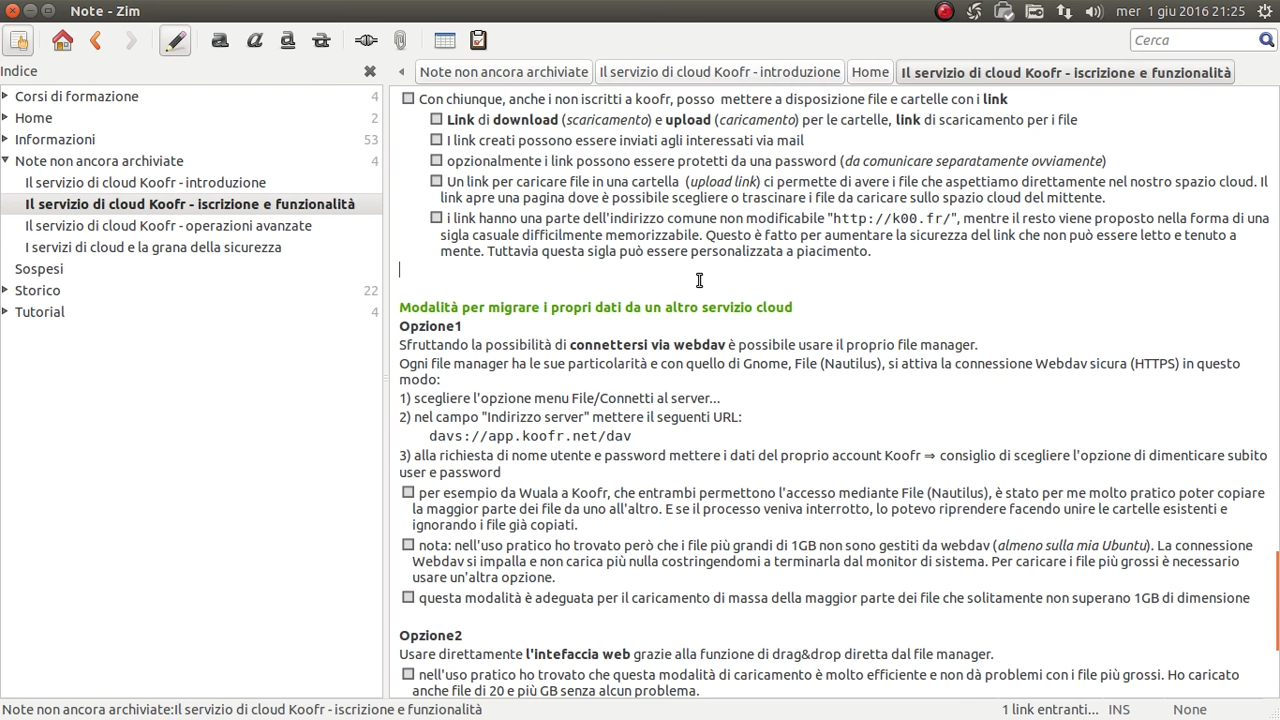 Note - Zim
mer 1 giu 2016 21:25
a a a a
Cerca
Indice
Note non ancora archiviate
Il servizio di cloud Koofr - introduzione
Home
Il servizio di cloud Koofr - iscrizione e funzionalità
Corsi di formazione 4
Home 2
Informazioni 53
Note non ancora archiviate 4
Il servizio di cloud Koofr - introduzione
Il servizio di cloud Koofr - iscrizione e funzionalità
Il servizio di cloud Koofr - operazioni avanzate
I servizi di cloud e la grana della sicurezza
Sospesi
Storico 22
Tutorial 4
Con chiunque, anche i non iscritti a koofr, posso  mettere a disposizione file e cartelle con i link
Link di download (scaricamento) e upload (caricamento) per le cartelle, link di scaricamento per i file
I link creati possono essere inviati agli interessati via mail
opzionalmente i link possono essere protetti da una password (da comunicare separatamente ovviamente)
Un link per caricare file in una cartella  (upload link) ci permette di avere i file che aspettiamo direttamente nel nostro spazio cloud. Il
link apre una pagina dove è possibile scegliere o trascinare i file da caricare sullo spazio cloud del mittente.
i link hanno una parte dell'indirizzo comune non modificabile "http://k00.fr/", mentre il resto viene proposto nella forma di una
sigla casuale difficilmente memorizzabile. Questo è fatto per aumentare la sicurezza del link che non può essere letto e tenuto a
mente. Tuttavia questa sigla può essere personalizzata a piacimento.
Modalità per migrare i propri dati da un altro servizio cloud
Opzione1
Sfruttando la possibilità di connettersi via webdav è possibile usare il proprio file manager.
Ogni file manager ha le sue particolarità e con quello di Gnome, File (Nautilus), si attiva la connessione Webdav sicura (HTTPS) in questo
modo:
1) scegliere l'opzione menu File/Connetti al server...
2) nel campo "Indirizzo server" mettere il seguenti URL:
davs://app.koofr.net/dav
3) alla richiesta di nome utente e password mettere i dati del proprio account Koofr ⇒ consiglio di scegliere l'opzione di dimenticare subito
user e password
per esempio da Wuala a Koofr, che entrambi permettono l'accesso mediante File (Nautilus), è stato per me molto pratico poter copiare
la maggior parte dei file da uno all'altro. E se il processo veniva interrotto, lo potevo riprendere facendo unire le cartelle esistenti e
ignorando i file già copiati.
nota: nell'uso pratico ho trovato però che i file più grandi di 1GB non sono gestiti da webdav (almeno sulla mia Ubuntu). La connessione
Webdav si impalla e non carica più nulla costringendomi a terminarla dal monitor di sistema. Per caricare i file più grossi è necessario
usare un'altra opzione.
questa modalità è adeguata per il caricamento di massa della maggior parte dei file che solitamente non superano 1GB di dimensione
Opzione2
Usare direttamente l'intefaccia web grazie alla funzione di drag&drop diretta dal file manager.
nell'uso pratico ho trovato che questa modalità di caricamento è molto efficiente e non dà problemi con i file più grossi. Ho caricato
anche file di 20 e più GB senza alcun problema.
Note non ancora archiviate:Il servizio di cloud Koofr - iscrizione e funzionalità
1 link entranti... INS None